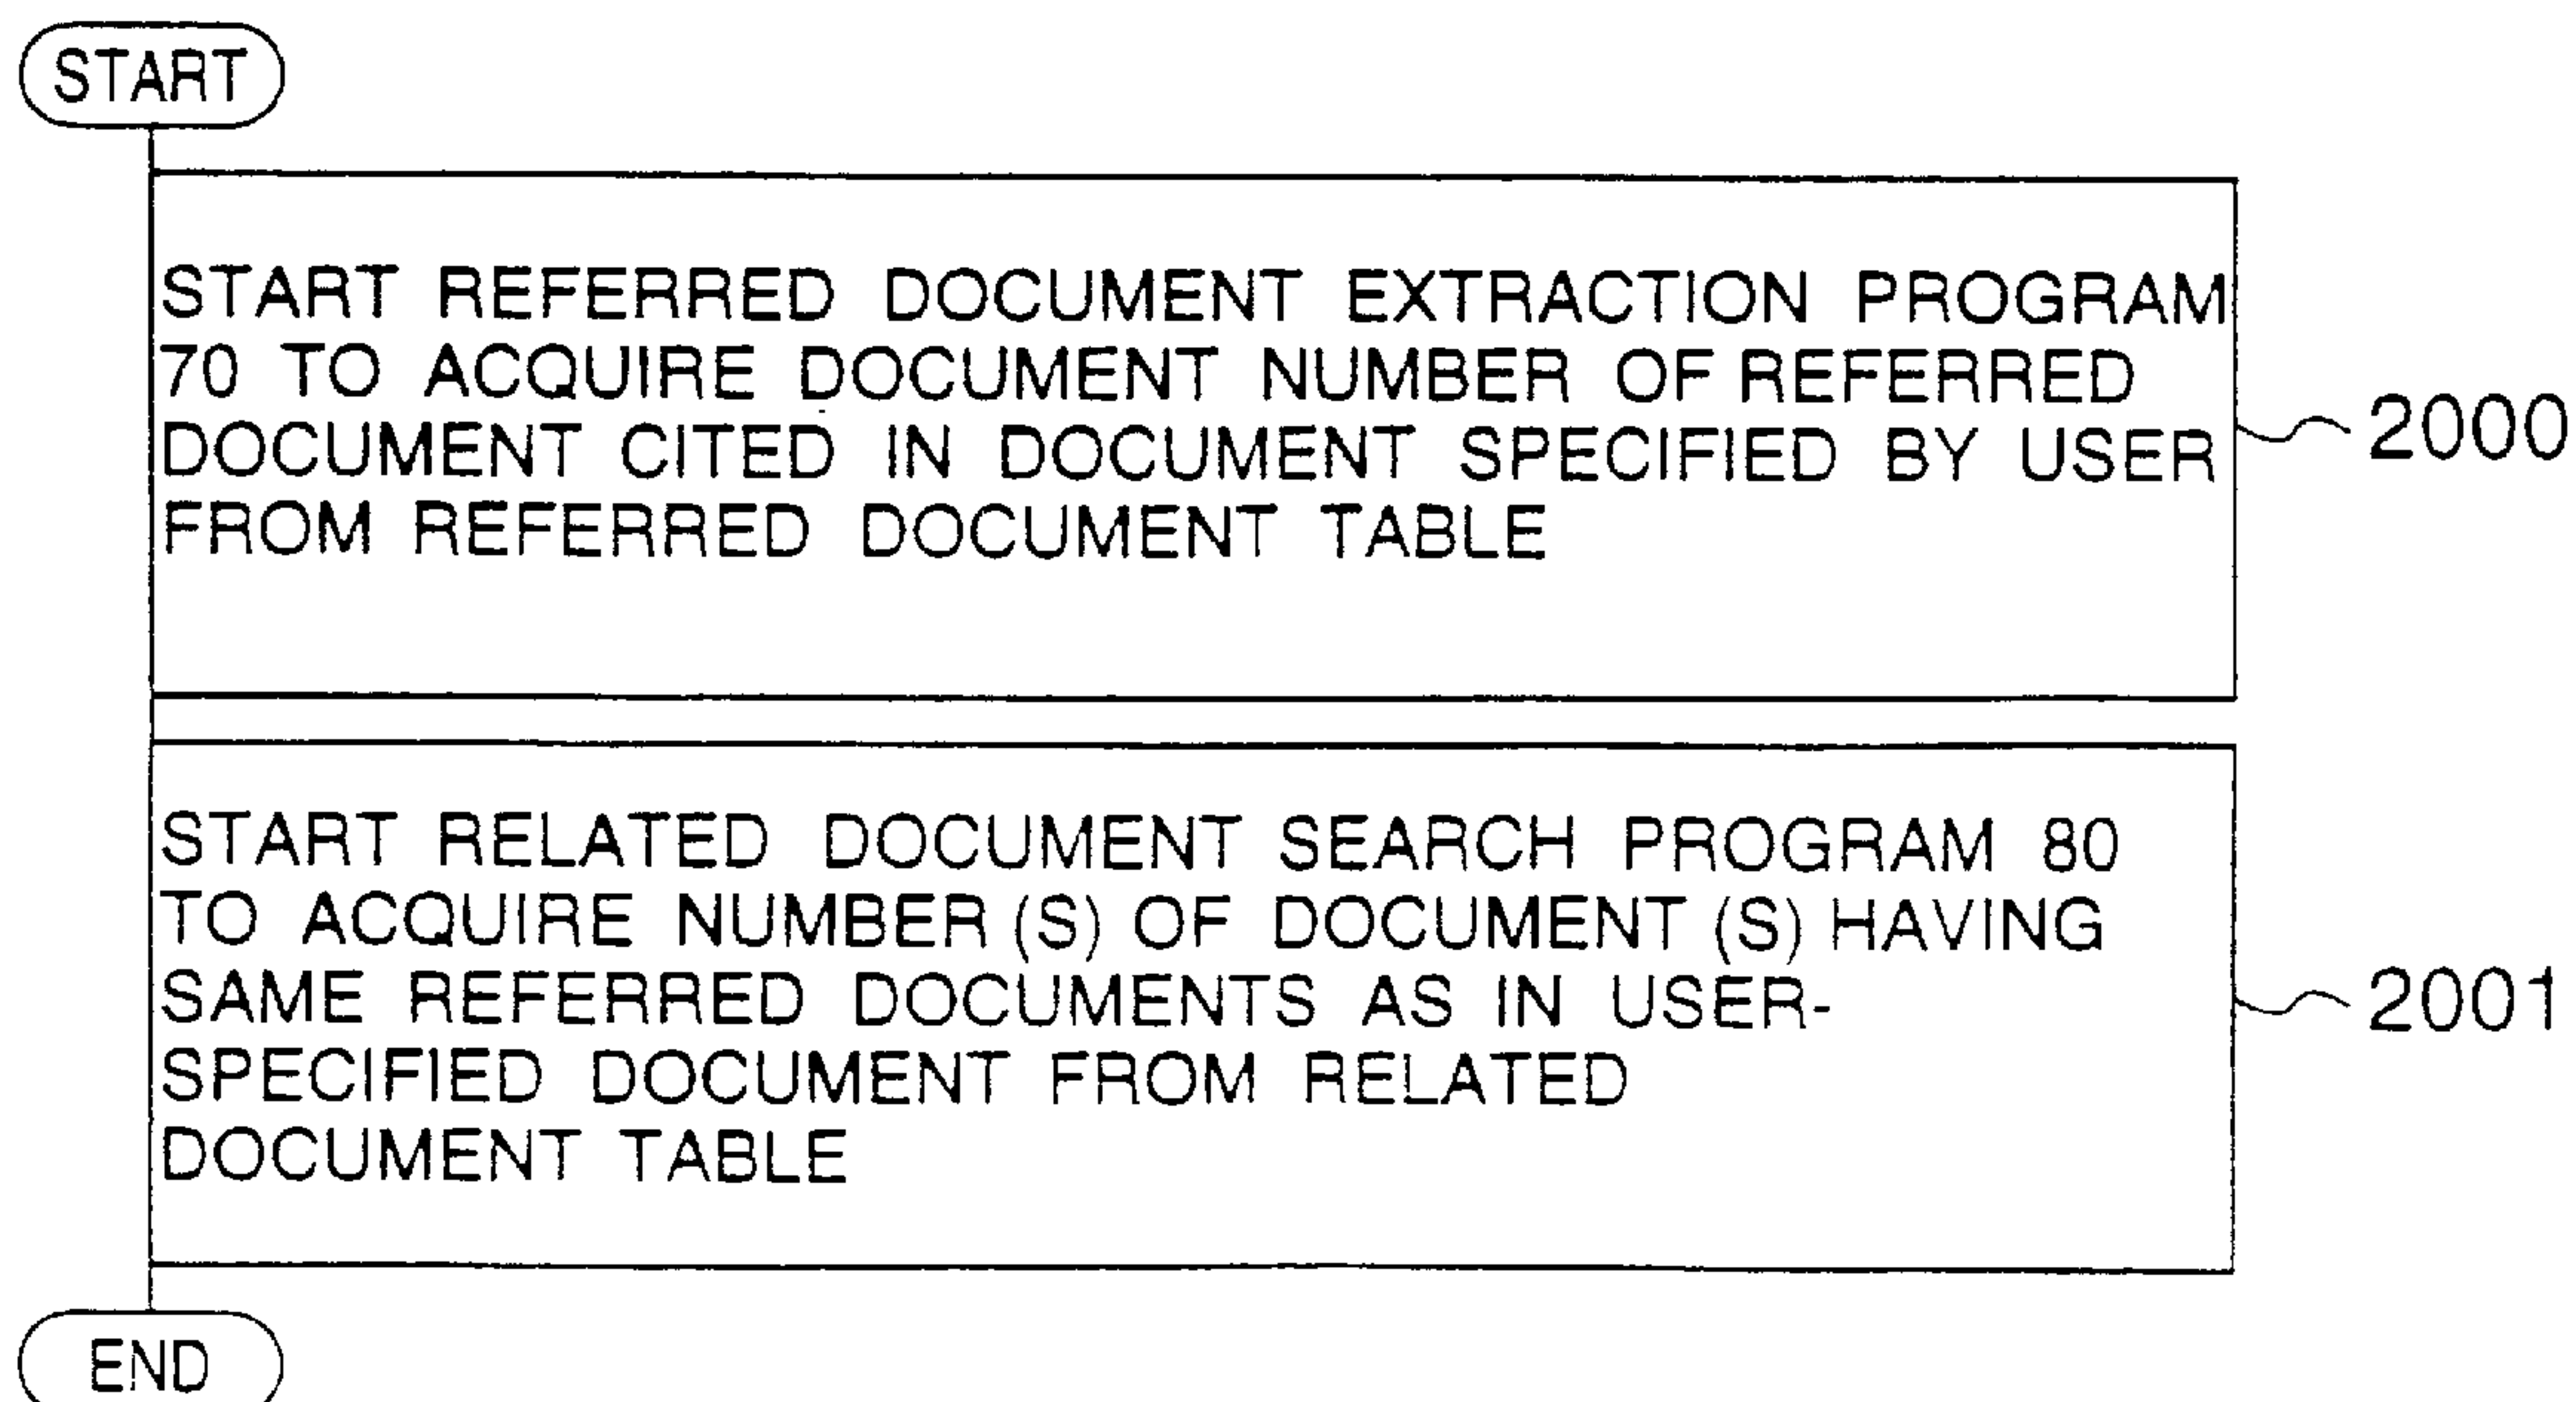 START
START REFERRED DOCUMENT EXTRACTION PROGRAM
70 TO ACQUIRE DOCUMENT NUMBER OF REFERRED
DOCUMENT CITED IN DOCUMENT SPECIFIED BY USER
FROM REFERRED DOCUMENT TABLE
2000
START RELATED DOCUMENT SEARCH PROGRAM 80
TO ACQUIRE NUMBER (S) OF DOCUMENT (S) HAVING
SAME REFERRED DOCUMENTS AS IN USER-
SPECIFIED DOCUMENT FROM RELATED
DOCUMENT TABLE
2001
END